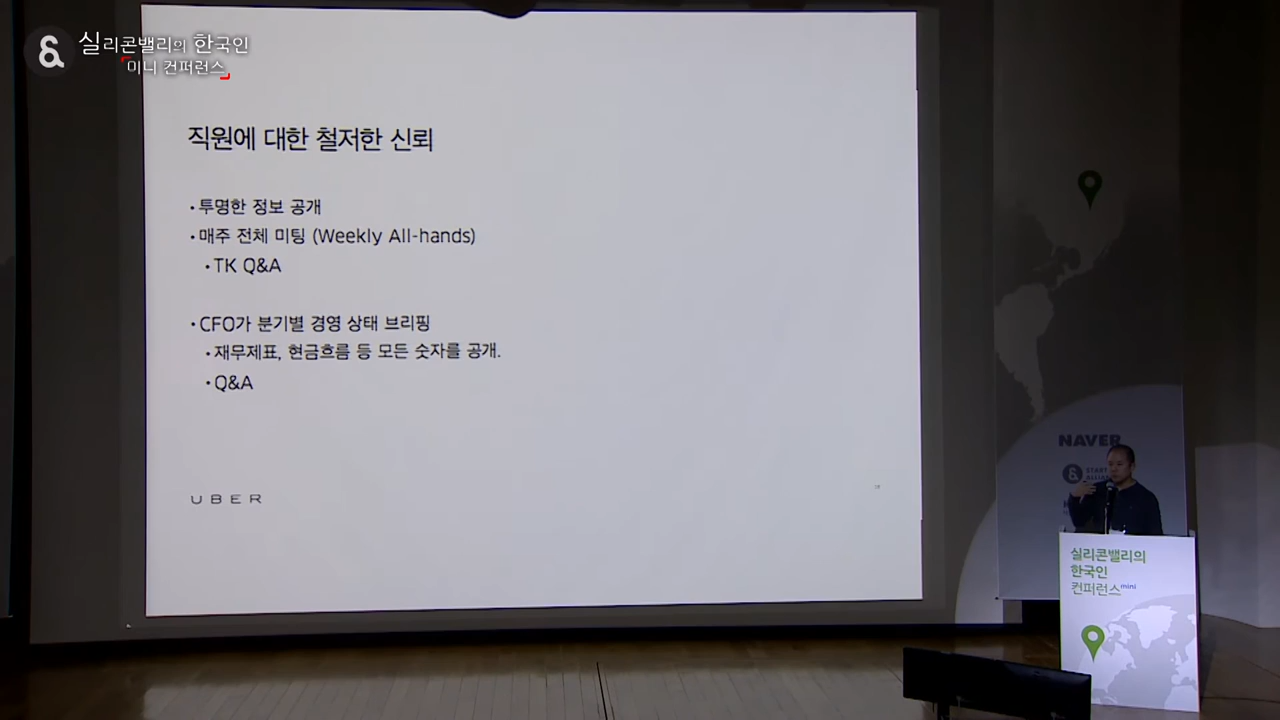 실리콘밸리의 한국인
미니 컨퍼런스
직원에 대한 철저한 신뢰
• 투명한 정보 공개
• 매주 전체 미팅 (Weekly All-hands)
• TK Q&A
• CFO가 분기별 경영 상태 브리핑
• 재무제표, 현금흐름 등 모든 숫자를 공개.
• Q&A
UBER
NAVER
&
START
ALLIA
실리콘밸리의
한국인
컨퍼런스 mini